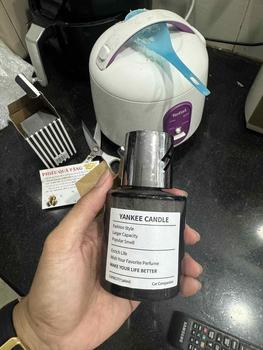 PHIẾU QUÀ TẶNG
YANKEE CANDLE
Fashion Style
Larger Capacity
Popular Smell
Enrich Life
With Your Favorite Perfume
MAKE YOUR LIFE BETTER
Car Companion